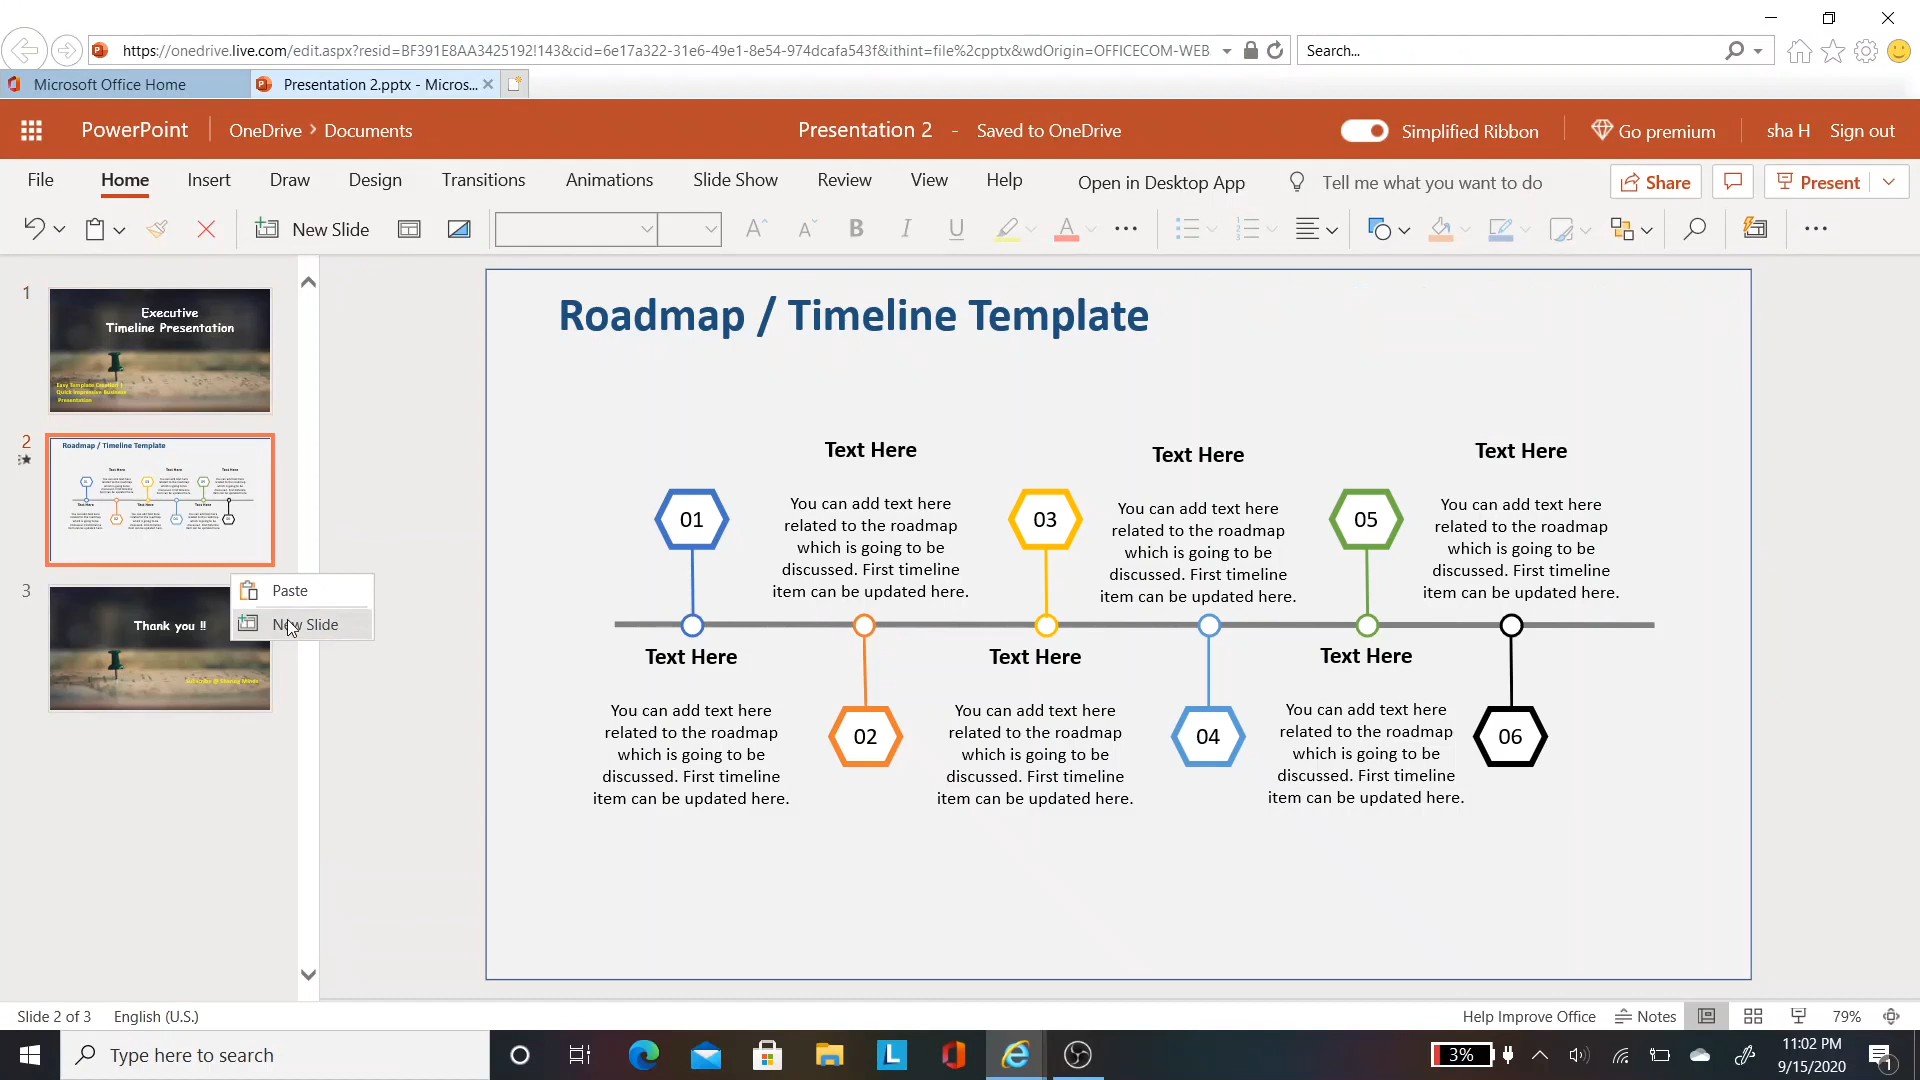 https://onedrive.live.com/edit.aspx?resid=BF391E8AA3425192!143&cid=6e17a322-31e6-49e1-8e54-974dcafa543f&ithint=file%2cpptx&wdOrigin=OFFICECOM-WEB
Search...
Microsoft Office Home
Presentation 2.pptx - Micros...
PowerPoint
OneDrive > Documents
Presentation 2 - Saved to OneDrive
Simplified Ribbon
Go premium
sha H
Sign out
File
Home
Insert
Draw
Design
Transitions
Animations
Slide Show
Review
View
Help
Open in Desktop App
Tell me what you want to do
Share
Present
New Slide
1
Executive
Timeline Presentation
Easy Template Creation |
Quick Impressive Business
Presentation
2
Roadmap / Timeline Template
3
Thank you !!
Paste
New Slide
Roadmap / Timeline Template
Text Here
Text Here
Text Here
01
You can add text here
related to the roadmap
which is going to be
discussed. First timeline
item can be updated here.
03
You can add text here
related to the roadmap
which is going to be
discussed. First timeline
item can be updated here.
05
You can add text here
related to the roadmap
which is going to be
discussed. First timeline
item can be updated here.
Text Here
Text Here
Text Here
You can add text here
related to the roadmap
which is going to be
discussed. First timeline
item can be updated here.
02
You can add text here
related to the roadmap
which is going to be
discussed. First timeline
item can be updated here.
04
You can add text here
related to the roadmap
which is going to be
discussed. First timeline
item can be updated here.
06
Slide 2 of 3
English (U.S.)
Help Improve Office
Notes
79%
Type here to search
3%
11:02 PM
9/15/2020
1